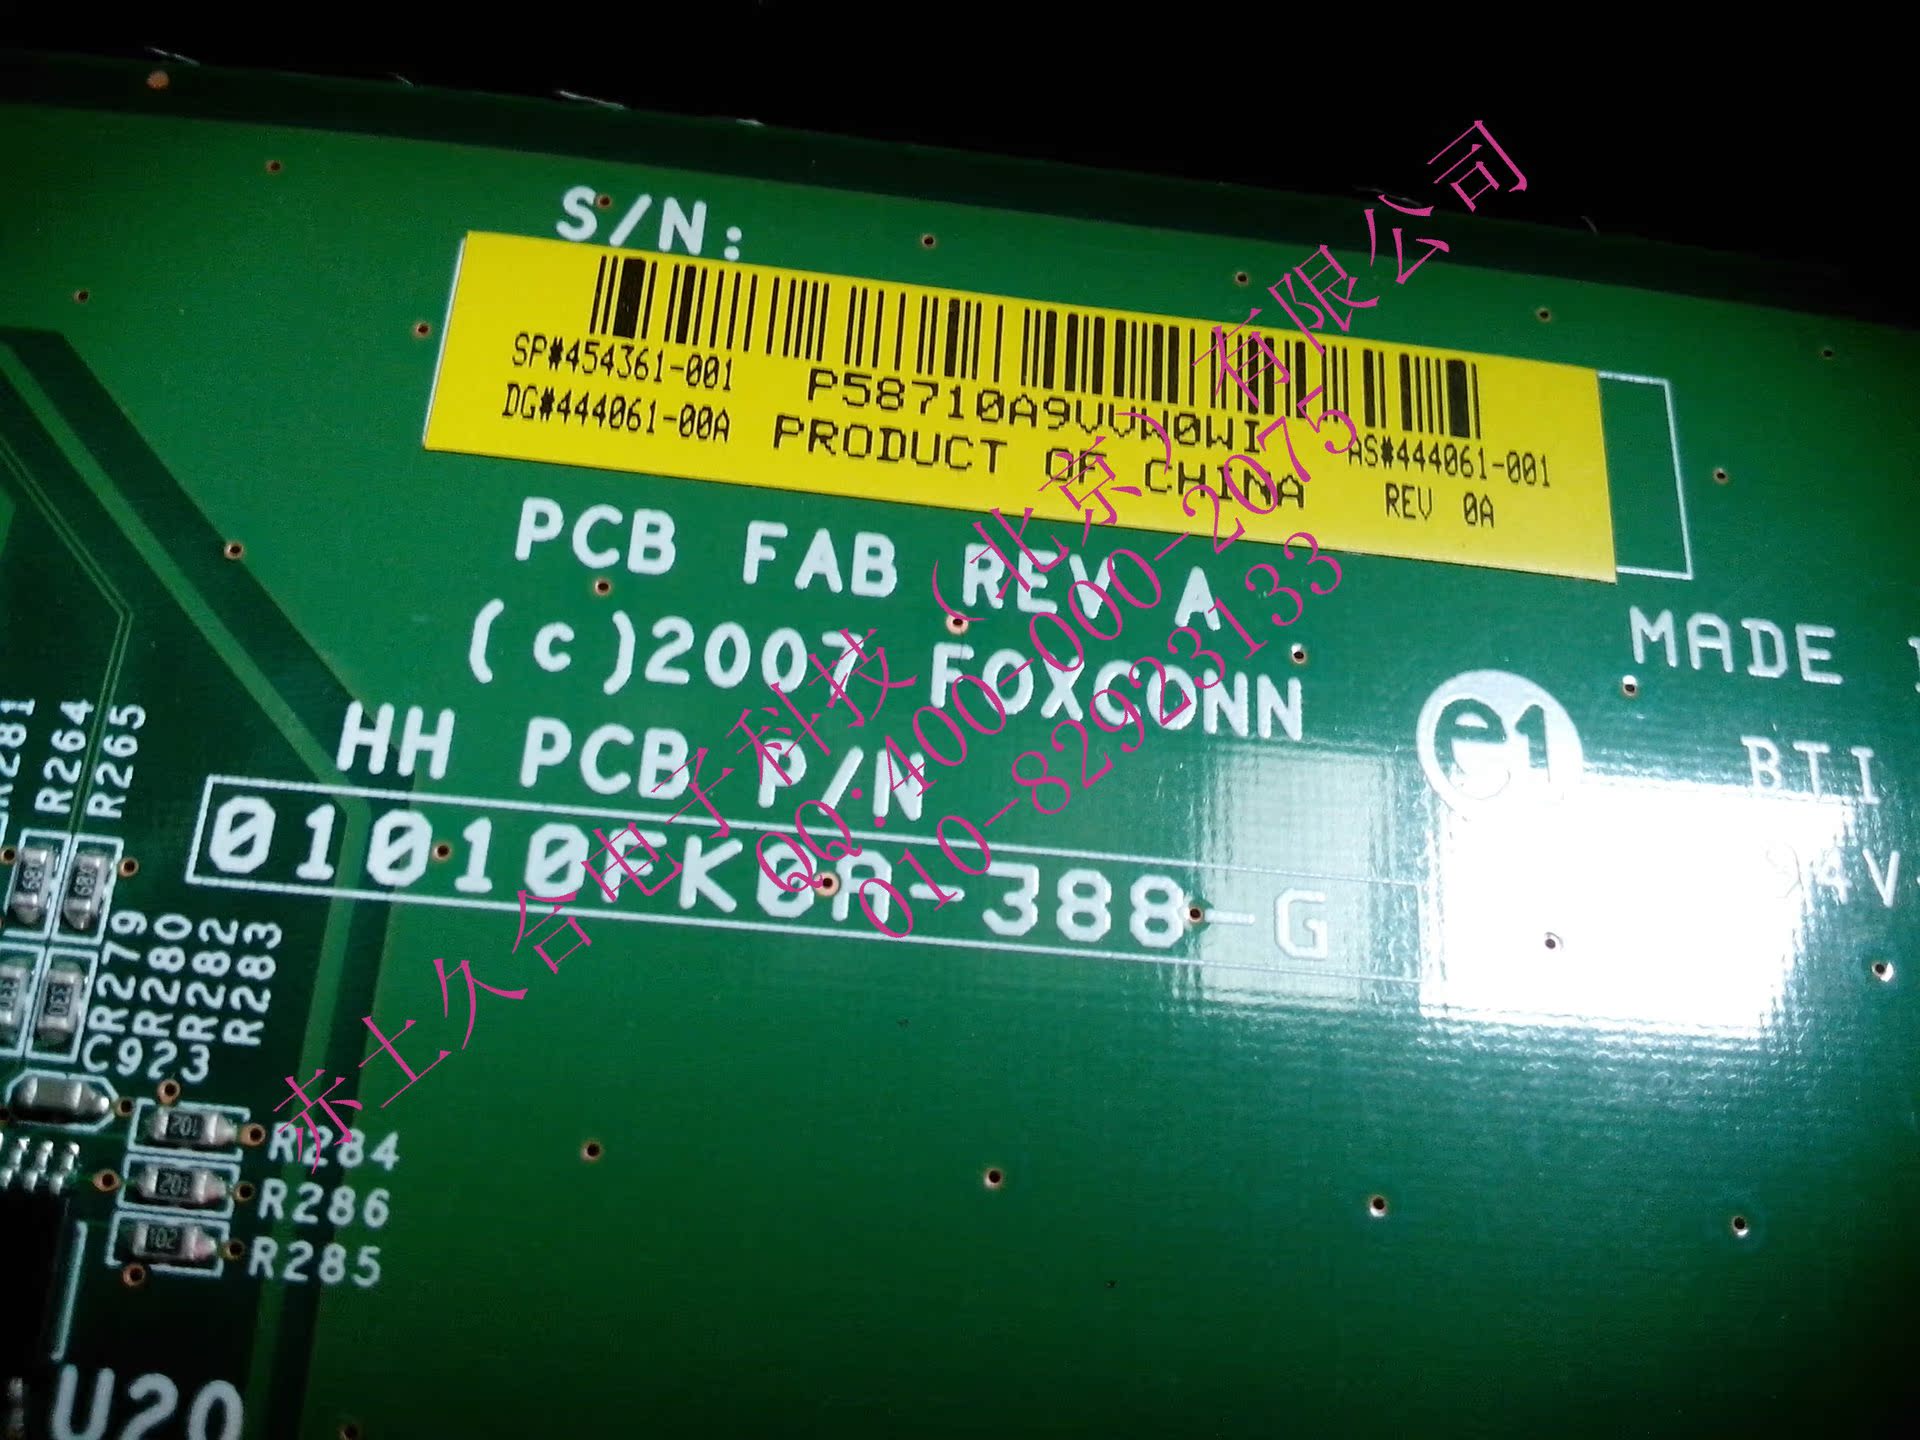 S/N:
SP#454361-001
DG#444061-00A
P58710A9VVW0WI
PRODUCT OF CHINA
AS#444061-001
REV 0A
PCB FAB REV A
(c)2007 FOXCONN
HH PCB P/N
01010FK0A-388-G
MADE
e1
BTI
94V
R281
R264
R265
R279
R280
R282
R283
C923
R284
R286
R285
U20
赤土久合电子科技（北京）有限公司
QQ:400-000-2075
010-82923133